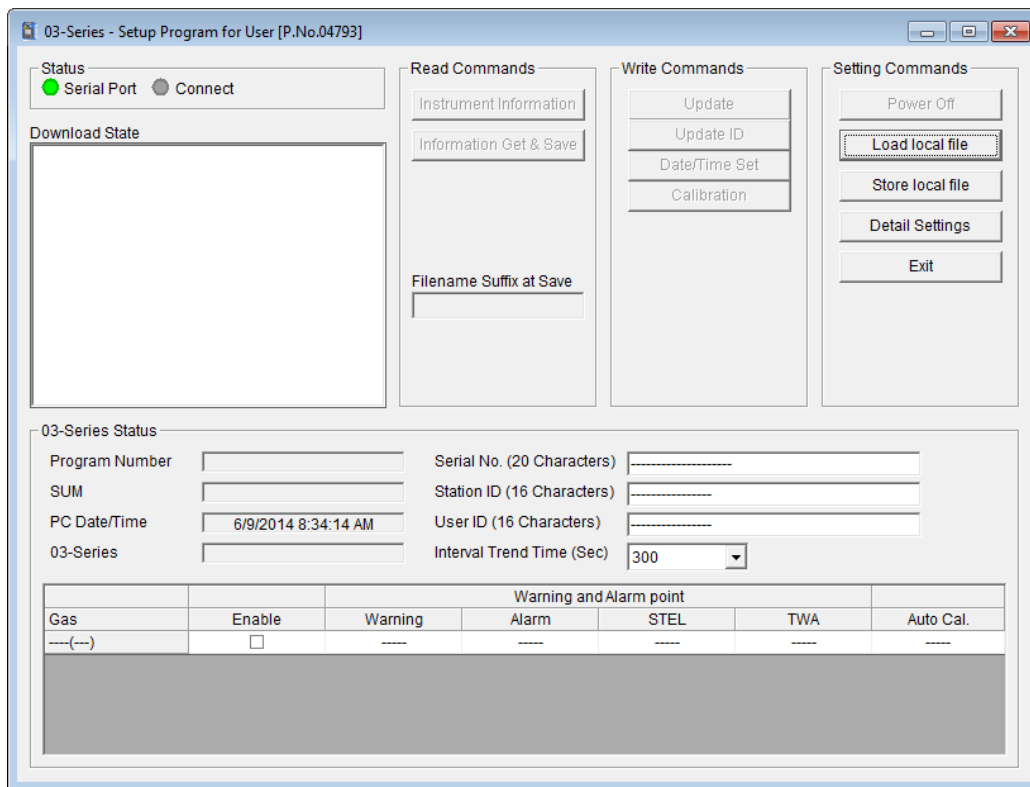 03-Series - Setup Program for User [P.No.04793]
Status
Serial Port Connect
Download State
Read Commands
Instrument Information
Information Get & Save
Filename Suffix at Save
Write Commands
Update
Update ID
Date/Time Set
Calibration
Setting Commands
Power Off
Load local file
Store local file
Detail Settings
Exit
03-Series Status
Program Number
SUM
PC Date/Time 6/9/2014 8:34:14 AM
03-Series
Serial No. (20 Characters) --------------------
Station ID (16 Characters) ----------------
User ID (16 Characters) ----------------
Interval Trend Time (Sec) 300
Warning and Alarm point
Gas Enable Warning Alarm STEL TWA Auto Cal.
----(---) ----- ----- ----- ----- -----